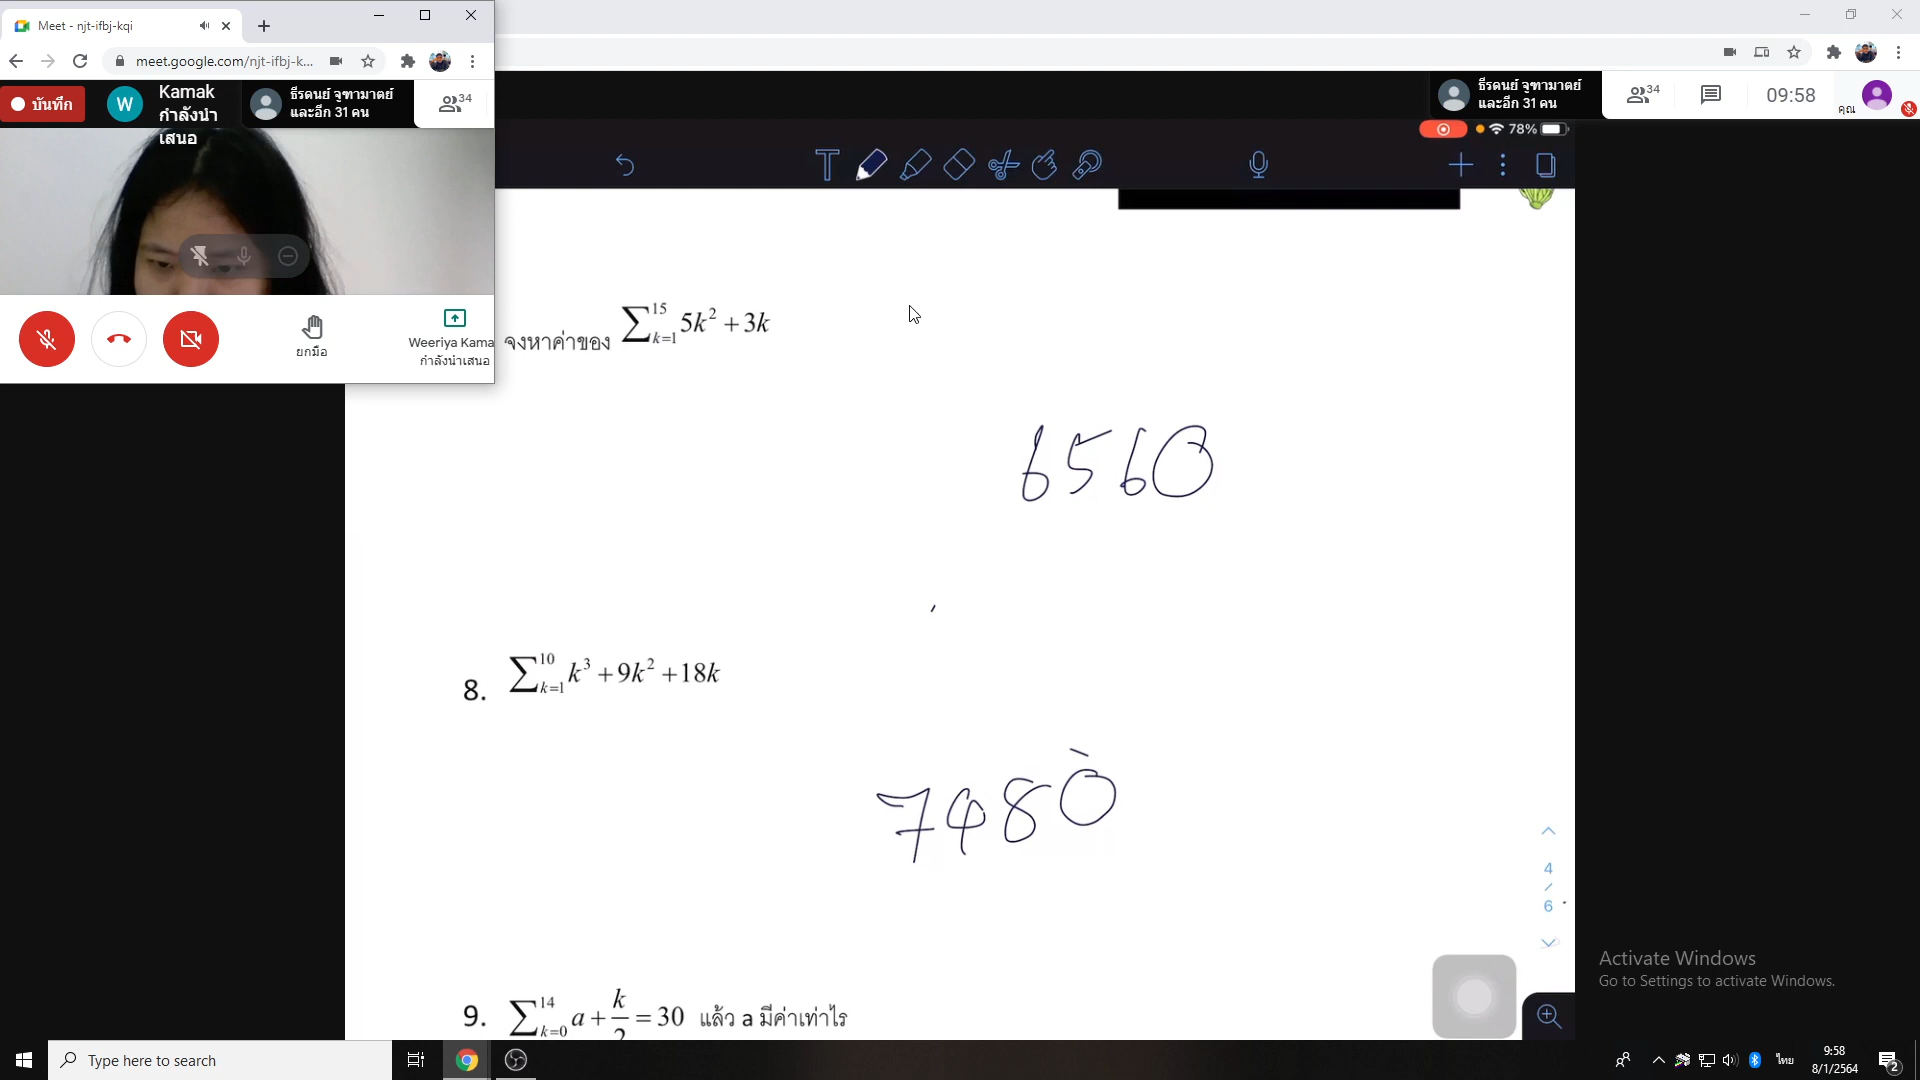 Meet - njt-ifbj-kqi
meet.google.com/njt-ifbj-k...
บันทึก
W
Kamak
กำลังนำ
เสนอ
ธีรดนย์ จูฑามาตย์
และอีก 31 คน
34
ธีรดนย์ จูฑามาตย์
และอีก 31 คน
34
09:58
คุณ
78%
T
ยกมือ
Weeriya Kama
กำลังนำเสนอ
จงหาค่าของ ∑_{k=1}^{15} 5k² + 3k
6560
8. ∑_{k=1}^{10} k³ + 9k² + 18k
7480
4
/
6
9. ∑_{k=0}^{14} a + k/2 = 30 แล้ว a มีค่าเท่าไร
Activate Windows
Go to Settings to activate Windows.
Type here to search
ไทย
9:58
8/1/2564
2